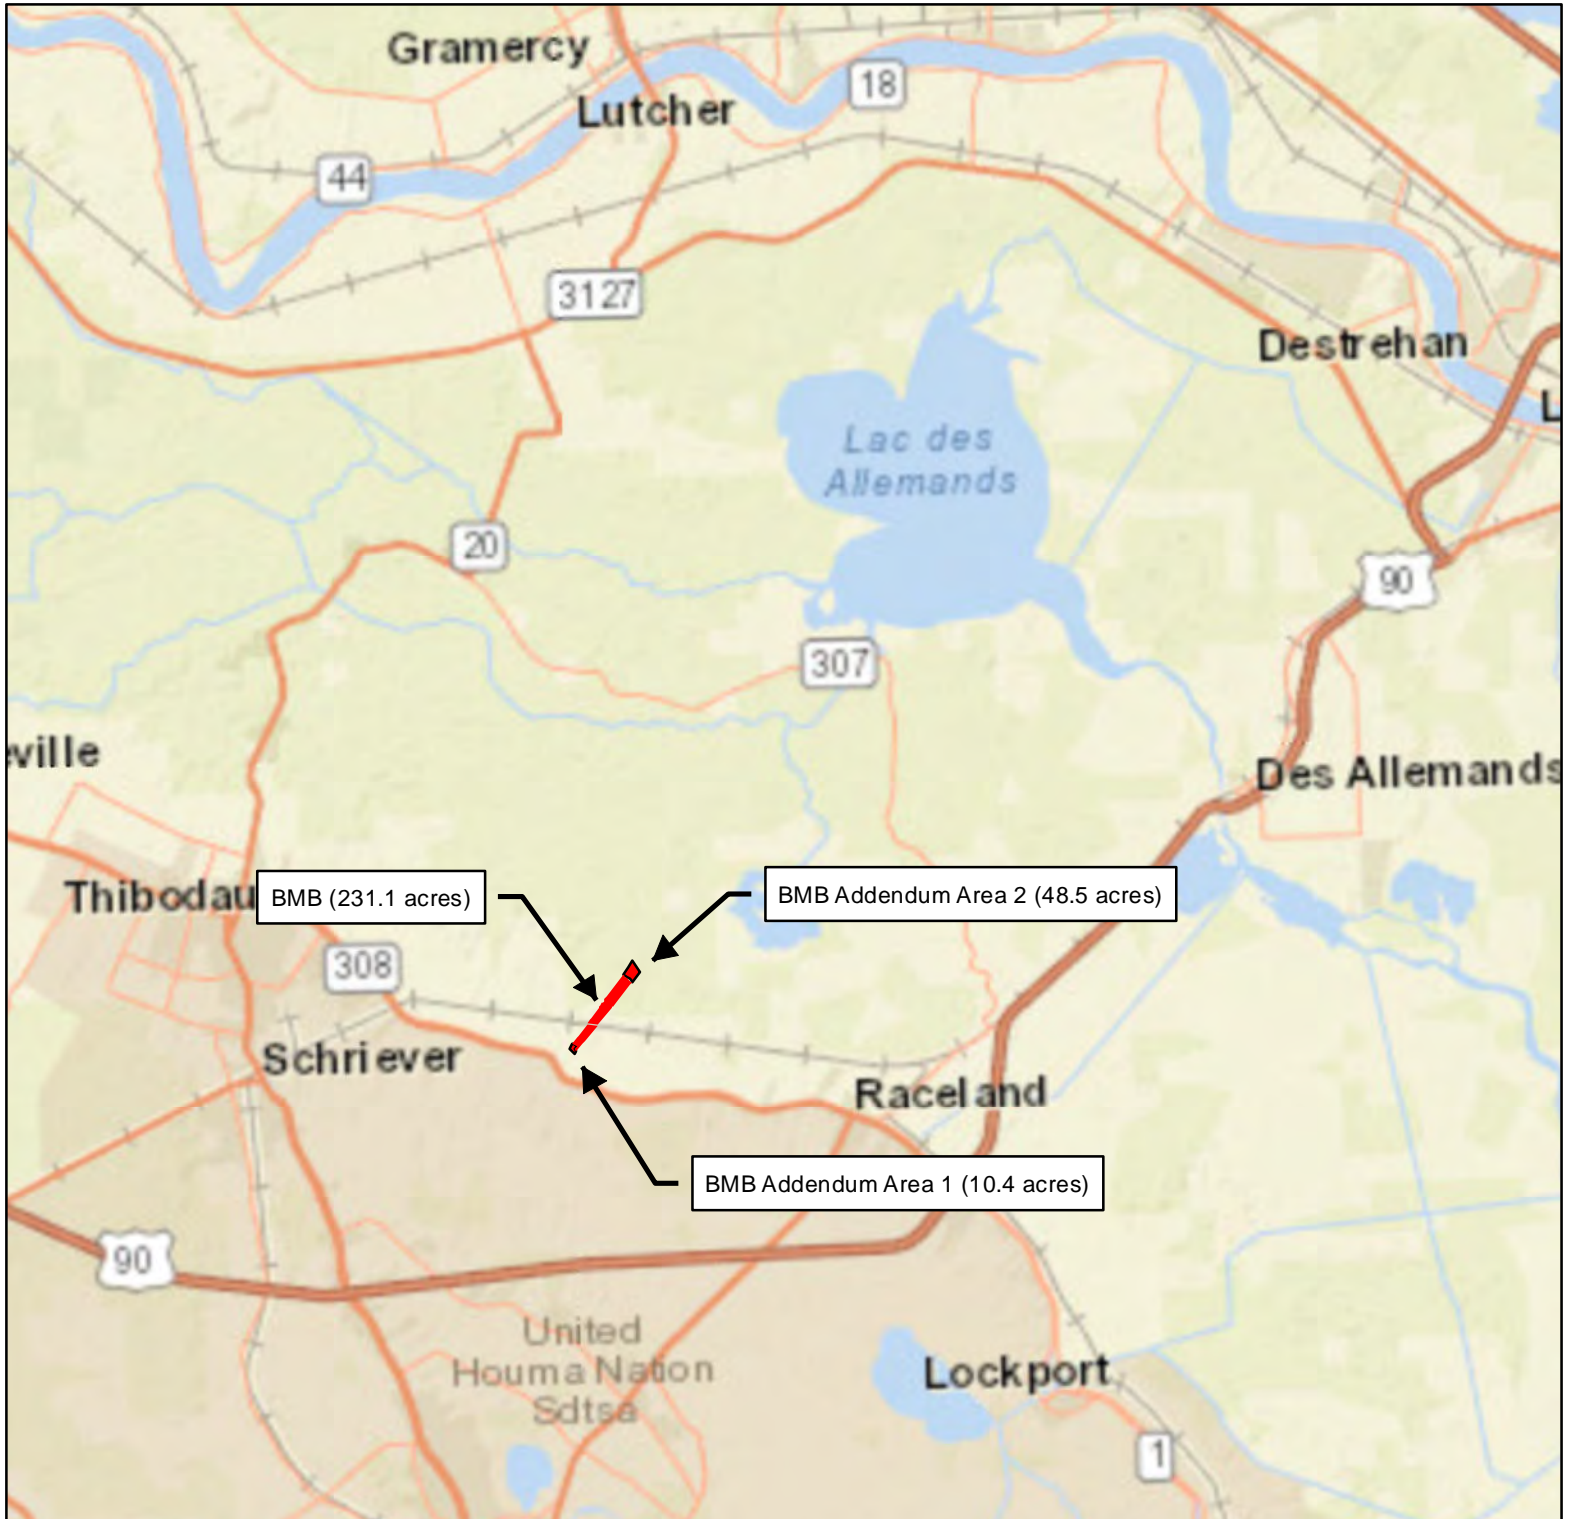 Gramercy
Lutcher
18
44
3127
Destrehan
L
Lac des
Allemands
20
90
307
ville
Des Allemands
Thibodau
BMB (231.1 acres)
BMB Addendum Area 2 (48.5 acres)
308
Schriever
Raceland
BMB Addendum Area 1 (10.4 acres)
90
United
Houma Nation
Sdtsa
Lockport
1